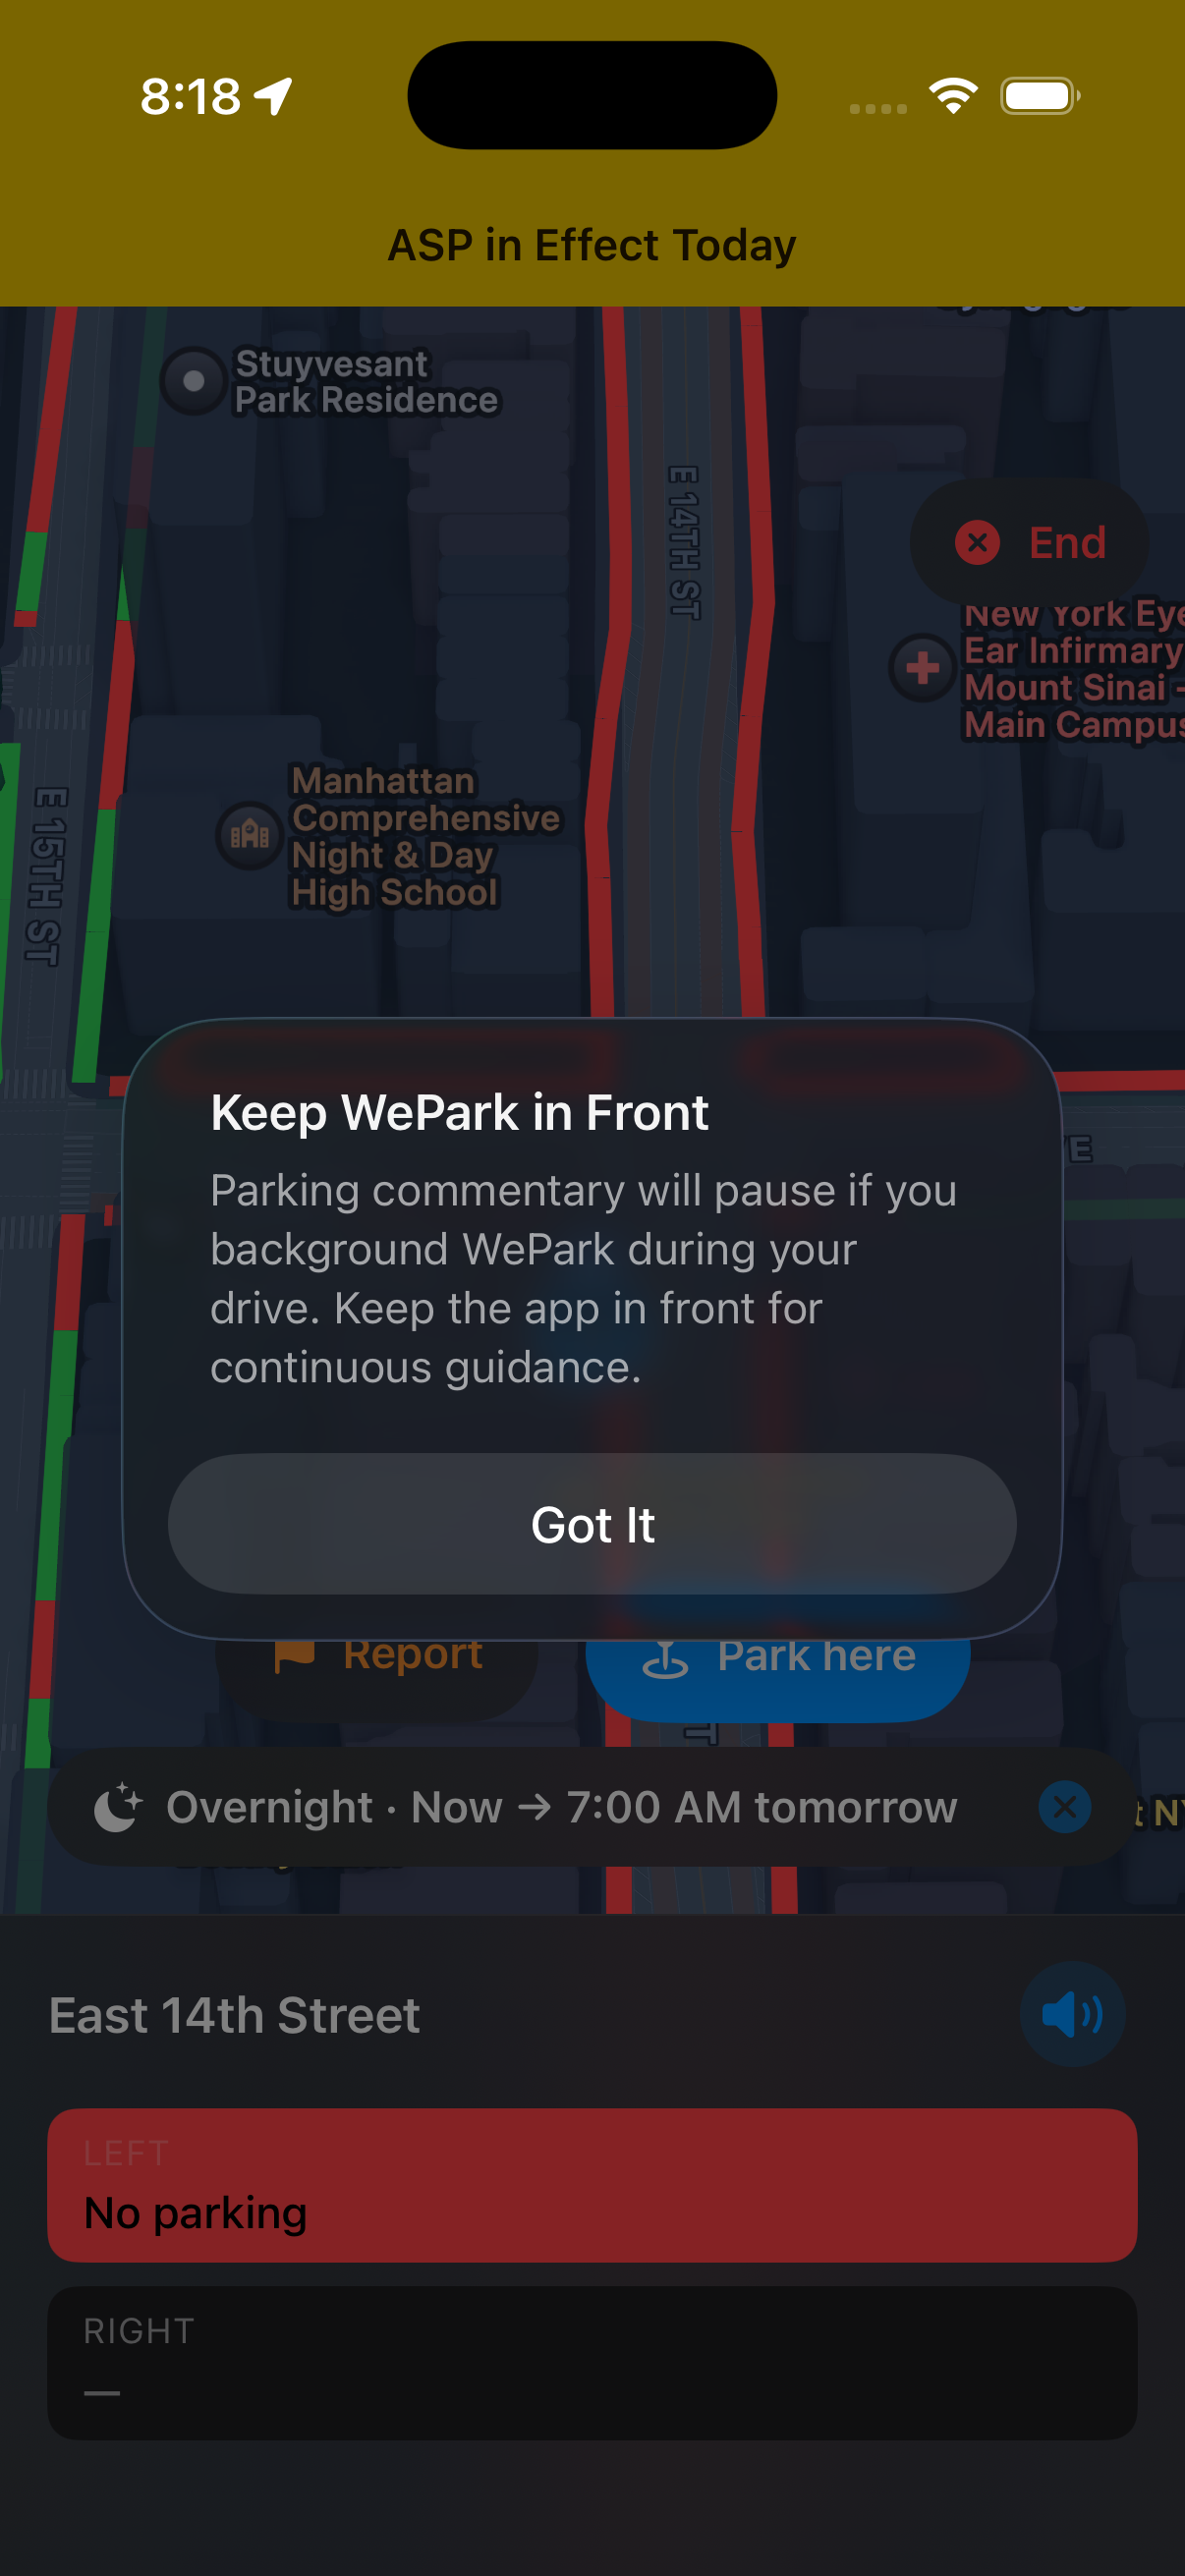 8:18
ASP in Effect Today
Stuyvesant
Park Residence
E 14TH ST
End
New York Eye
Ear Infirmary
Mount Sinai -
Main Campus
Manhattan
Comprehensive
Night & Day
High School
E 15TH ST
Keep WePark in Front
Parking commentary will pause if you
background WePark during your
drive. Keep the app in front for
continuous guidance.
Got It
Report
Park here
Overnight · Now → 7:00 AM tomorrow
East 14th Street
LEFT
No parking
RIGHT
—